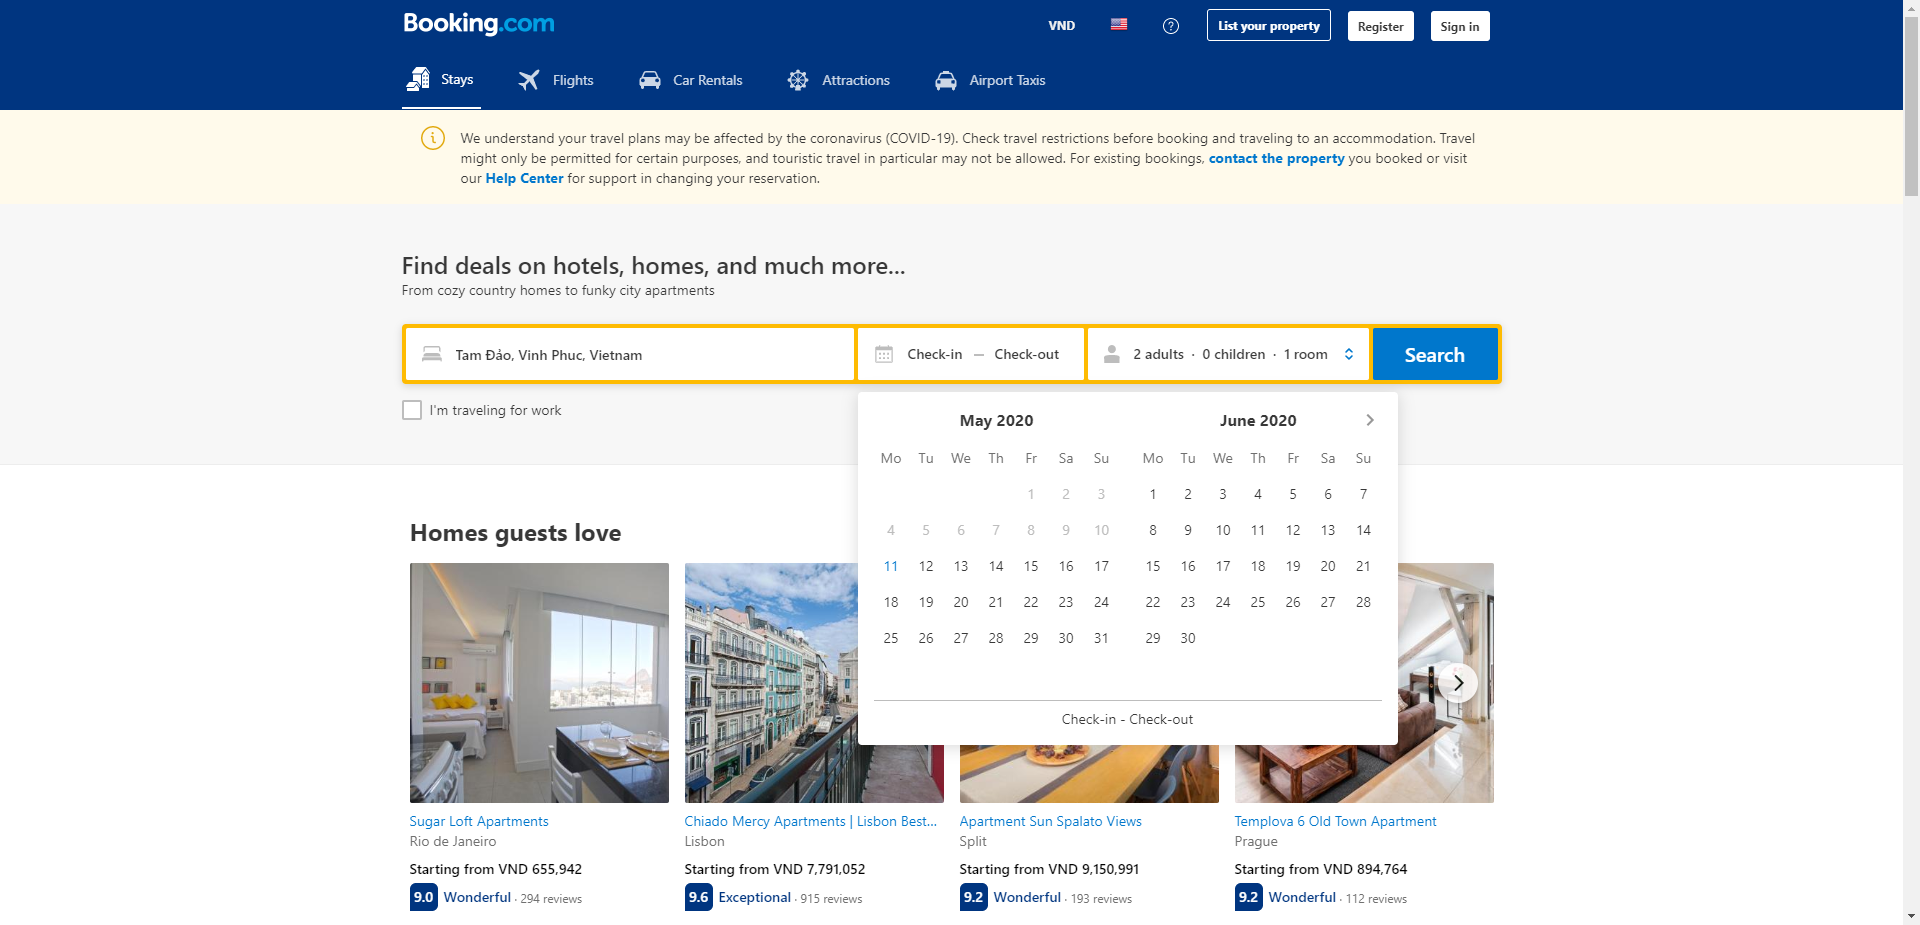 Booking.com
VND
List your property
Register
Sign in
Stays
Flights
Car Rentals
Attractions
Airport Taxis
We understand your travel plans may be affected by the coronavirus (COVID-19). Check travel restrictions before booking and traveling to an accommodation. Travel
might only be permitted for certain purposes, and touristic travel in particular may not be allowed. For existing bookings, contact the property you booked or visit
our Help Center for support in changing your reservation.
Find deals on hotels, homes, and much more...
From cozy country homes to funky city apartments
Tam Đảo, Vinh Phuc, Vietnam
Check-in — Check-out
2 adults · 0 children · 1 room
Search
I'm traveling for work
May 2020
Mo Tu We Th Fr Sa Su
1 2 3
4 5 6 7 8 9 10
11 12 13 14 15 16 17
18 19 20 21 22 23 24
25 26 27 28 29 30 31
June 2020
Mo Tu We Th Fr Sa Su
1 2 3 4 5 6 7
8 9 10 11 12 13 14
15 16 17 18 19 20 21
22 23 24 25 26 27 28
29 30
Check-in - Check-out
Homes guests love
Sugar Loft Apartments
Rio de Janeiro
Starting from VND 655,942
9.0 Wonderful · 294 reviews
Chiado Mercy Apartments | Lisbon Best...
Lisbon
Starting from VND 7,791,052
9.6 Exceptional · 915 reviews
Apartment Sun Spalato Views
Split
Starting from VND 9,150,991
9.2 Wonderful · 193 reviews
Templova 6 Old Town Apartment
Prague
Starting from VND 894,764
9.2 Wonderful · 112 reviews